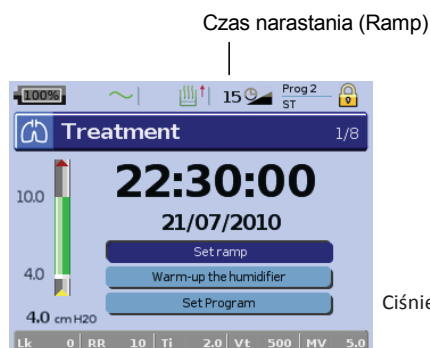 Czas narastania (Ramp)
100% 15 Prog 2
ST
Treatment 1/8
10.0
22:30:00
21/07/2010
Set ramp
4.0 Warm-up the humidifier
Set Program
4.0 cm H2O
Lk 0 RR 10 Ti 2.0 Vt 500 MV 5.0